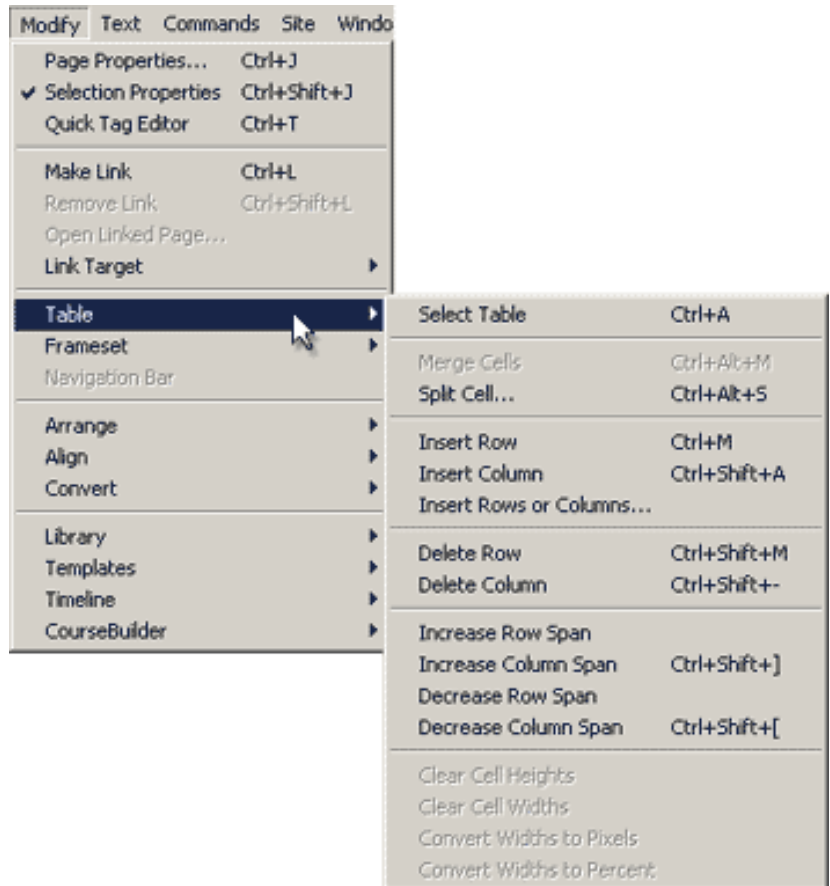 Modify Text Commands Site Windo
Page Properties... Ctrl+J
Selection Properties Ctrl+Shift+J
Quick Tag Editor Ctrl+T
Make Link Ctrl+L
Remove Link Ctrl+Shift+L
Open Linked Page...
Link Target
Table
Frameset
Navigation Bar
Arrange
Align
Convert
Library
Templates
Timeline
CourseBuilder
Select Table Ctrl+A
Merge Cells Ctrl+Alt+M
Split Cell... Ctrl+Alt+S
Insert Row Ctrl+M
Insert Column Ctrl+Shift+A
Insert Rows or Columns...
Delete Row Ctrl+Shift+M
Delete Column Ctrl+Shift+-
Increase Row Span
Increase Column Span Ctrl+Shift+]
Decrease Row Span
Decrease Column Span Ctrl+Shift+[
Clear Cell Heights
Clear Cell Widths
Convert Widths to Pixels
Convert Widths to Percent